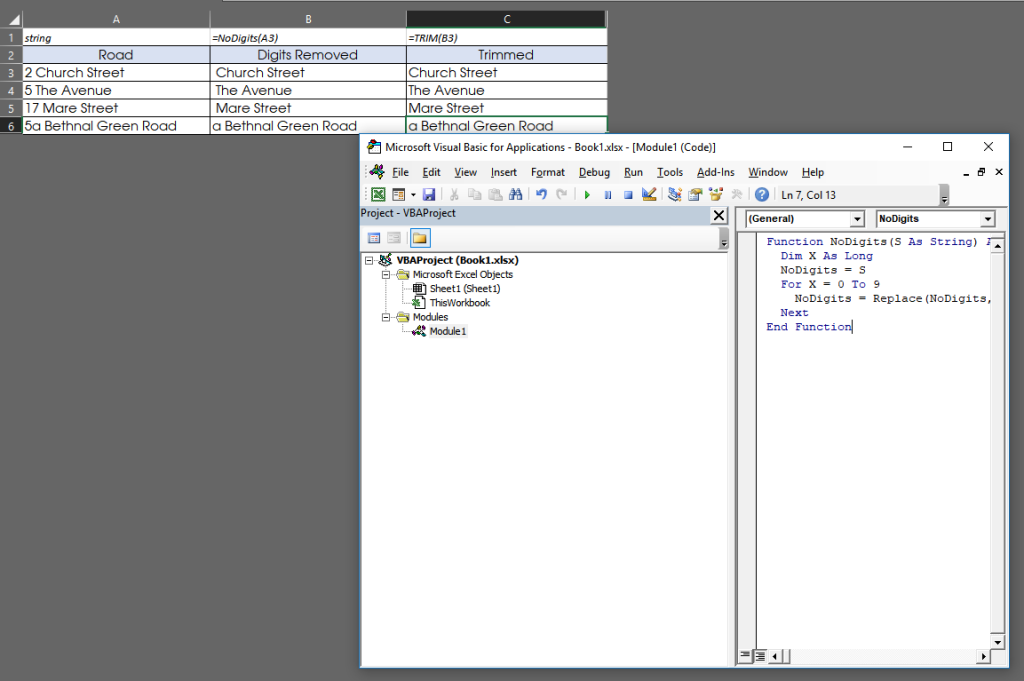 A B C
1 string =NoDigits(A3) =TRIM(B3)
2 Road Digits Removed Trimmed
3 2 Church Street Church Street Church Street
4 5 The Avenue The Avenue The Avenue
5 17 Mare Street Mare Street Mare Street
6 5a Bethnal Green Road a Bethnal Green Road a Bethnal Green Road
Microsoft Visual Basic for Applications - Book1.xlsx - [Module1 (Code)]
File Edit View Insert Format Debug Run Tools Add-Ins Window Help
Ln 7, Col 13
Project - VBAProject
(General) NoDigits
VBAProject (Book1.xlsx)
Microsoft Excel Objects
Sheet1 (Sheet1)
ThisWorkbook
Modules
Module1
Function NoDigits(S As String)
Dim X As Long
NoDigits = S
For X = 0 To 9
NoDigits = Replace(NoDigits,
Next
End Function